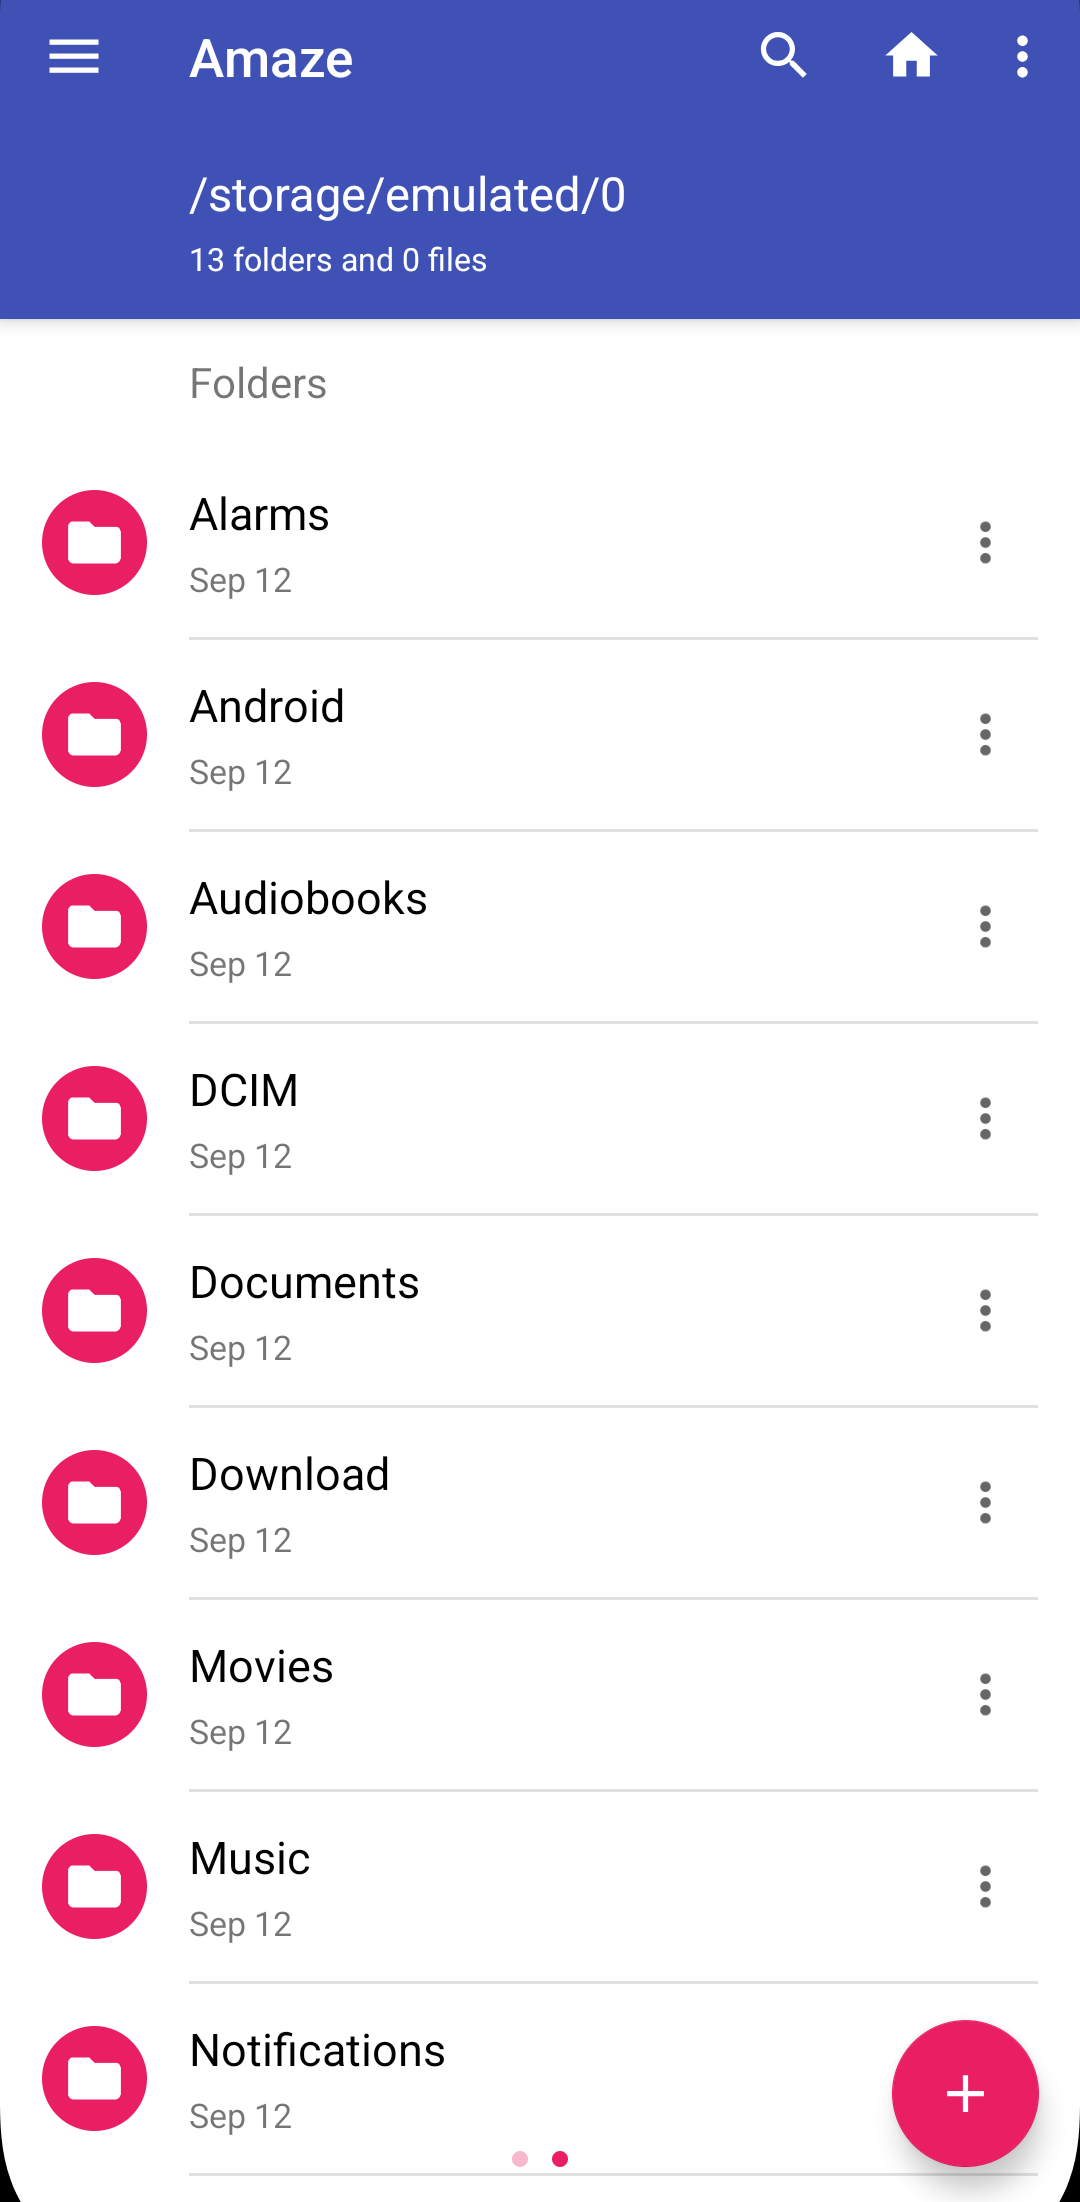 Amaze
/storage/emulated/0
13 folders and 0 files
Folders
Alarms
Sep 12
Android
Sep 12
Audiobooks
Sep 12
DCIM
Sep 12
Documents
Sep 12
Download
Sep 12
Movies
Sep 12
Music
Sep 12
Notifications
Sep 12